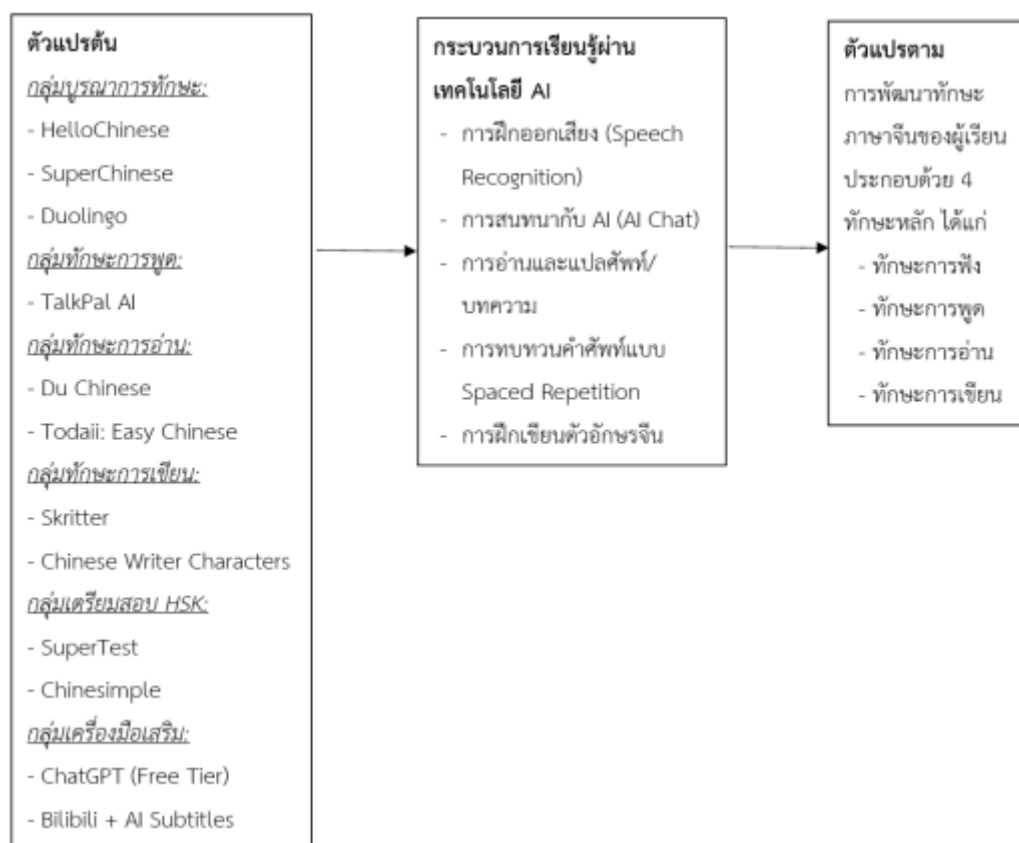 ตัวแปรต้น
กลุ่มบูรณาการทักษะ:
- HelloChinese
- SuperChinese
- Duolingo
กลุ่มทักษะการพูด:
- TalkPal AI
กลุ่มทักษะการอ่าน:
- Du Chinese
- Todaii: Easy Chinese
กลุ่มทักษะการเขียน:
- Skritter
- Chinese Writer Characters
กลุ่มเตรียมสอบ HSK:
- SuperTest
- Chinesimple
กลุ่มเครื่องมือเสริม:
- ChatGPT (Free Tier)
- Bilibili + AI Subtitles
กระบวนการเรียนรู้ผ่าน
เทคโนโลยี AI
- การฝึกออกเสียง (Speech
Recognition)
- การสนทนากับ AI (AI Chat)
- การอ่านและแปลศัพท์/
บทความ
- การทบทวนคำศัพท์แบบ
Spaced Repetition
- การฝึกเขียนตัวอักษรจีน
ตัวแปรตาม
การพัฒนาทักษะ
ภาษาจีนของผู้เรียน
ประกอบด้วย 4
ทักษะหลัก ได้แก่
- ทักษะการฟัง
- ทักษะการพูด
- ทักษะการอ่าน
- ทักษะการเขียน